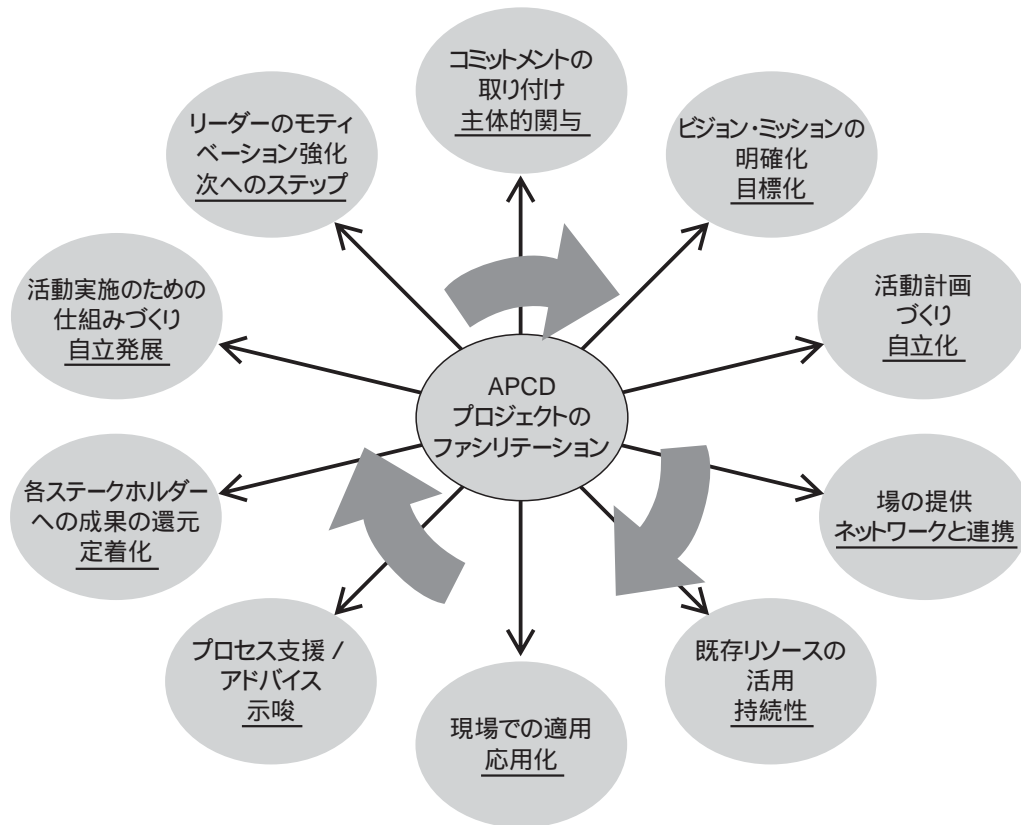 コミットメントの
取り付け
主体的関与
ビジョン・ミッションの
明確化
目標化
活動計画
づくり
自立化
場の提供
ネットワークと連携
既存リソースの
活用
持続性
現場での適用
応用化
プロセス支援 /
アドバイス
示唆
各ステークホルダー
への成果の還元
定着化
活動実施のための
仕組みづくり
自立発展
リーダーのモティ
ベーション強化
次へのステップ
APCD
プロジェクトの
ファシリテーション